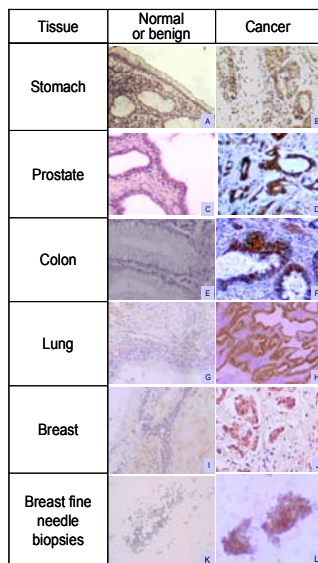 Tissue
Normal
or benign
Cancer
Stomach
A
B
Prostate
C
D
Colon
E
F
Lung
G
H
Breast
I
J
Breast fine
needle
biopsies
K
L